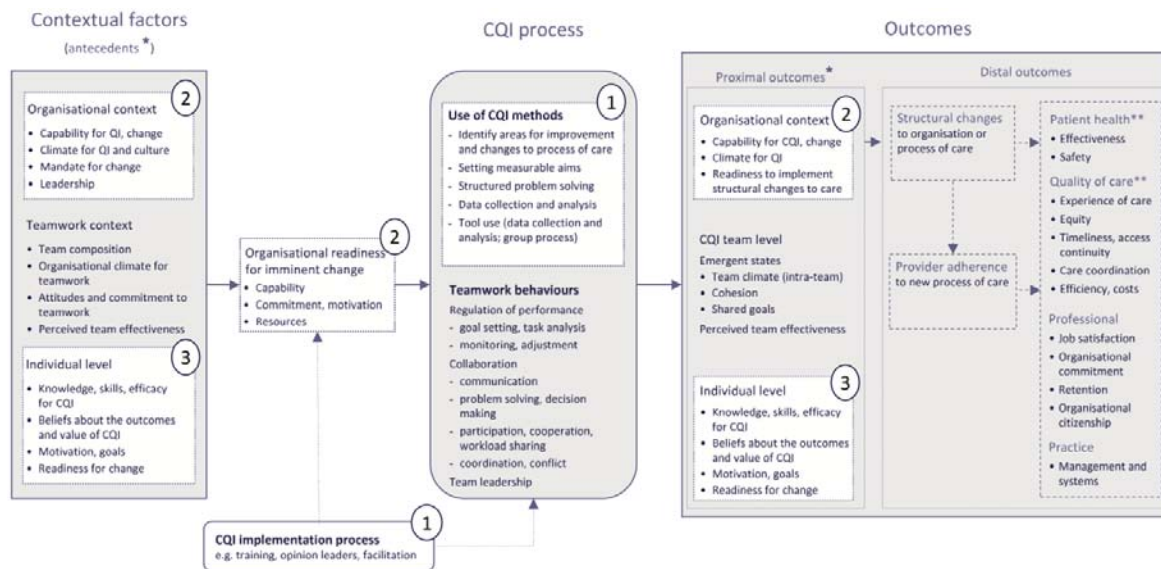 Contextual factors
(antecedents *)
2
Organisational context
• Capability for QI, change
• Climate for QI and culture
• Mandate for change
• Leadership
Teamwork context
• Team composition
• Organisational climate for
teamwork
• Attitudes and commitment to
teamwork
• Perceived team effectiveness
3
Individual level
• Knowledge, skills, efficacy
for CQI
• Beliefs about the outcomes
and value of CQI
• Motivation, goals
• Readiness for change
2
Organisational readiness
for imminent change
• Capability
• Commitment, motivation
• Resources
1
CQI implementation process
e.g. training, opinion leaders, facilitation
CQI process
1
Use of CQI methods
- Identify areas for improvement
and changes to process of care
- Setting measurable aims
- Structured problem solving
- Data collection and analysis
- Tool use (data collection and
analysis; group process)
Teamwork behaviours
Regulation of performance
- goal setting, task analysis
- monitoring, adjustment
Collaboration
- communication
- problem solving, decision
making
- participation, cooperation,
workload sharing
- coordination, conflict
Team leadership
Outcomes
Proximal outcomes*
2
Organisational context
• Capability for CQI, change
• Climate for QI
• Readiness to implement
structural changes to care
CQI team level
Emergent states
• Team climate (intra-team)
• Cohesion
• Shared goals
Perceived team effectiveness
3
Individual level
• Knowledge, skills, efficacy
for CQI
• Beliefs about the outcomes
and value of CQI
• Motivation, goals
• Readiness for change
Distal outcomes
Structural changes
to organisation or
process of care
Provider adherence
to new process of care
Patient health**
• Effectiveness
• Safety
Quality of care**
• Experience of care
• Equity
• Timeliness, access
continuity
• Care coordination
• Efficiency, costs
Professional
• Job satisfaction
• Organisational
commitment
• Retention
• Organisational
citizenship
Practice
• Management and
systems